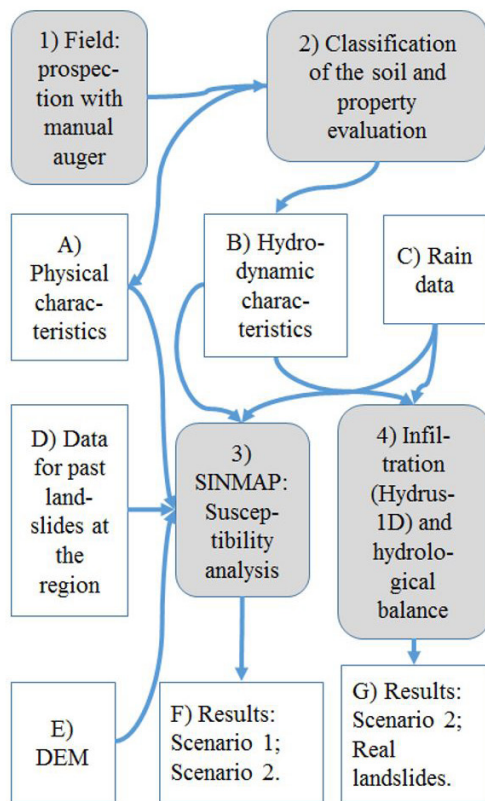 1) Field:
prospec-
tion with
manual
auger
2) Classification
of the soil and
property
evaluation
A)
Physical
charac-
teristics
B) Hydro-
dynamic
charac-
teristics
C) Rain
data
D) Data
for past
land-
slides at
the
region
3)
SINMAP:
Suscep-
tibility
analysis
4) Infil-
tration
(Hydrus-
1D) and
hydrolo-
gical
balance
E)
DEM
F) Results:
Scenario 1;
Scenario 2.
G) Results:
Scenario 2;
Real
landslides.